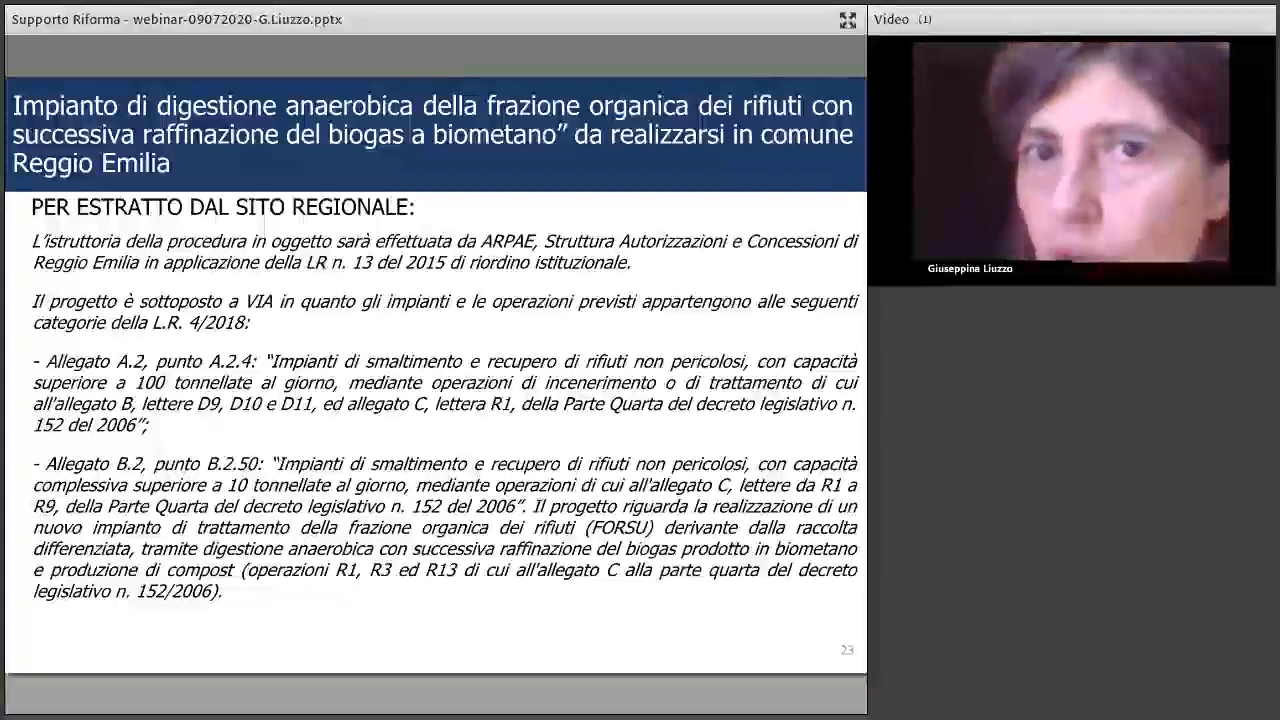 Supporto Riforma - webinar-09072020-G.Liuzzo.pptx
Video (1)
Impianto di digestione anaerobica della frazione organica dei rifiuti con
successiva raffinazione del biogas a biometano” da realizzarsi in comune
Reggio Emilia
Giuseppina Liuzzo
PER ESTRATTO DAL SITO REGIONALE:
L'istruttoria della procedura in oggetto sarà effettuata da ARPAE, Struttura Autorizzazioni e Concessioni di
Reggio Emilia in applicazione della LR n. 13 del 2015 di riordino istituzionale.
Il progetto è sottoposto a VIA in quanto gli impianti e le operazioni previsti appartengono alle seguenti
categorie della L.R. 4/2018:
- Allegato A.2, punto A.2.4: “Impianti di smaltimento e recupero di rifiuti non pericolosi, con capacità
superiore a 100 tonnellate al giorno, mediante operazioni di incenerimento o di trattamento di cui
all'allegato B, lettere D9, D10 e D11, ed allegato C, lettera R1, della Parte Quarta del decreto legislativo n.
152 del 2006”;
- Allegato B.2, punto B.2.50: “Impianti di smaltimento e recupero di rifiuti non pericolosi, con capacità
complessiva superiore a 10 tonnellate al giorno, mediante operazioni di cui all'allegato C, lettere da R1 a
R9, della Parte Quarta del decreto legislativo n. 152 del 2006”. Il progetto riguarda la realizzazione di un
nuovo impianto di trattamento della frazione organica dei rifiuti (FORSU) derivante dalla raccolta
differenziata, tramite digestione anaerobica con successiva raffinazione del biogas prodotto in biometano
e produzione di compost (operazioni R1, R3 ed R13 di cui all'allegato C alla parte quarta del decreto
legislativo n. 152/2006).
23